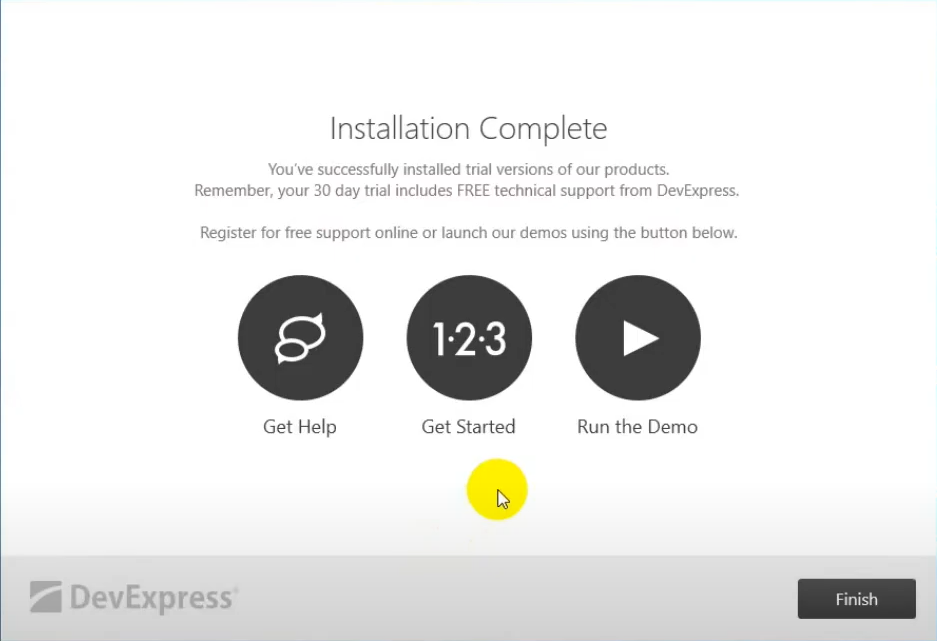 Installation Complete
You've successfully installed trial versions of our products.
Remember, your 30 day trial includes FREE technical support from DevExpress.
Register for free support online or launch our demos using the button below.
1·2·3
Get Help
Get Started
Run the Demo
DevExpress®
Finish